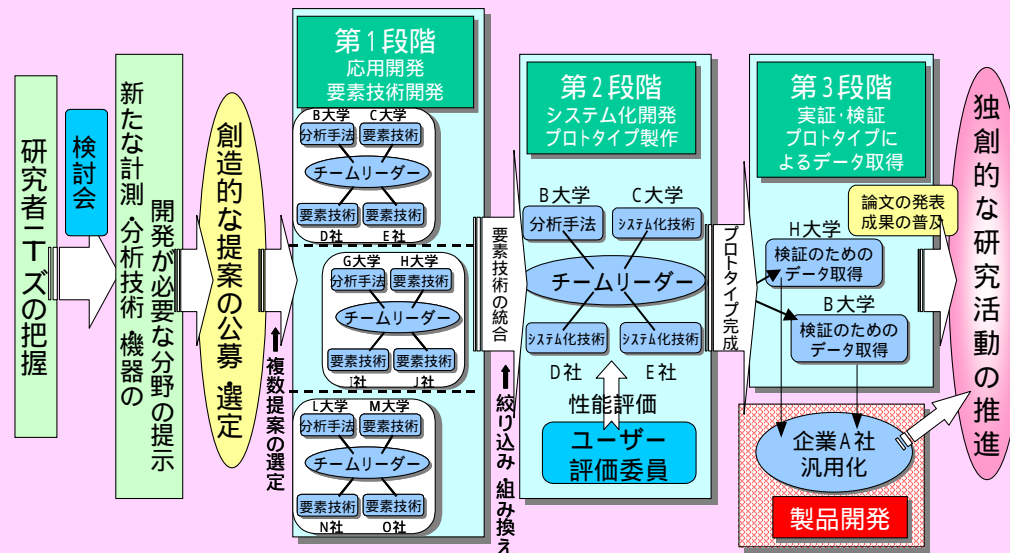 研究者ニーズの把握
検討会
新たな計測・分析技術・機器の
開発が必要な分野の提示
創造的な提案の公募・選定
複数提案の選定
第1段階
応用開発
要素技術開発
B大学 C大学
分析手法 要素技術
チームリーダー
要素技術 要素技術
D社 E社
G大学 H大学
分析手法 要素技術
チームリーダー
要素技術 要素技術
I社 J社
L大学 M大学
分析手法 要素技術
チームリーダー
要素技術 要素技術
N社 O社
要素技術の統合
絞り込み・組み換え
第2段階
システム化開発
プロトタイプ製作
B大学 C大学
分析手法 システム化技術
チームリーダー
システム化技術 システム化技術
D社 E社
性能評価
ユーザー
評価委員
プロトタイプ完成
第3段階
実証・検証
プロトタイプに
よるデータ取得
論文の発表
成果の普及
H大学
検証のための
データ取得
B大学
検証のための
データ取得
企業A社
汎用化
製品開発
独創的な研究活動の推進